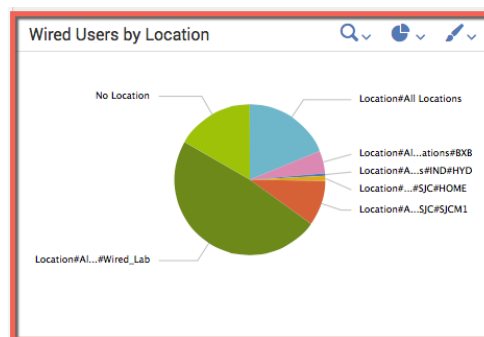 Wired Users by Location
No Location
Location#All Locations
Location#Al...ations#BXB
Location#A...s#IND#HYD
Location#...#SJC#HOME
Location#A...SJC#SJCM1
Location#Al...#Wired_Lab